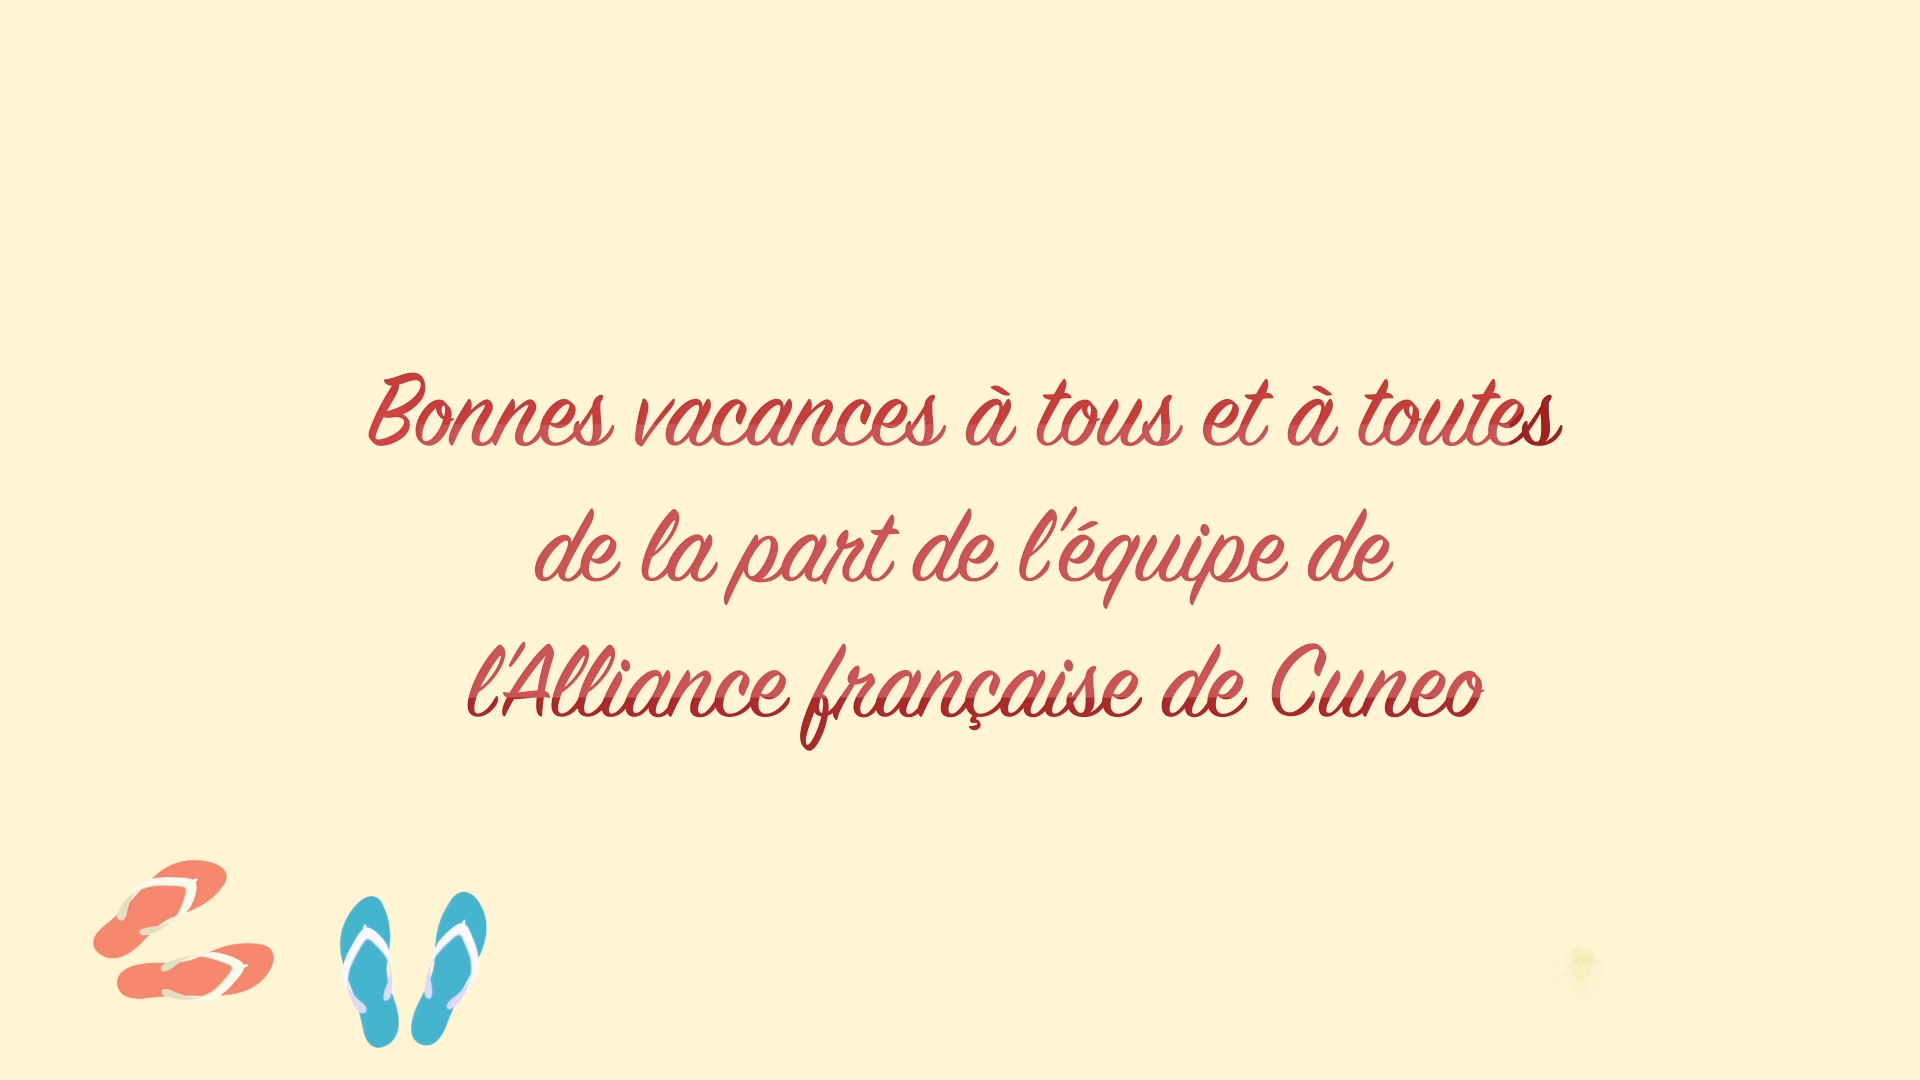 Bonnes vacances à tous et à toutes
de la part de l'équipe de
l'Alliance française de Cuneo